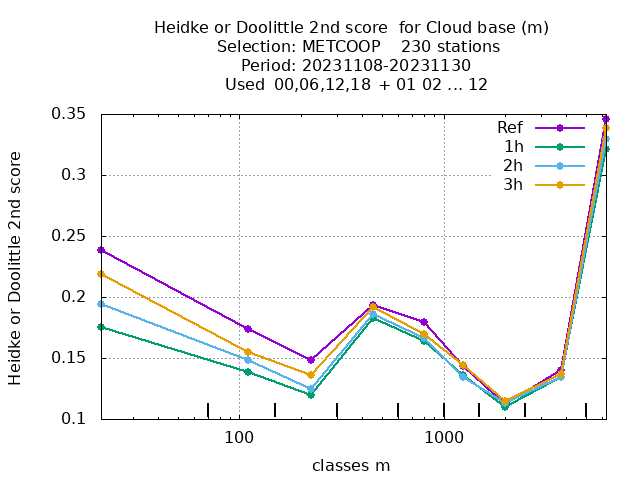 Heidke or Doolittle 2nd score  for Cloud base (m)
Selection: METCOOP    230 stations
Period: 20231108-20231130
Used  00,06,12,18  + 01 02 ... 12
Heidke or Doolittle 2nd score
0.35
0.3
0.25
0.2
0.15
0.1
Ref
1h
2h
3h
100
1000
classes m